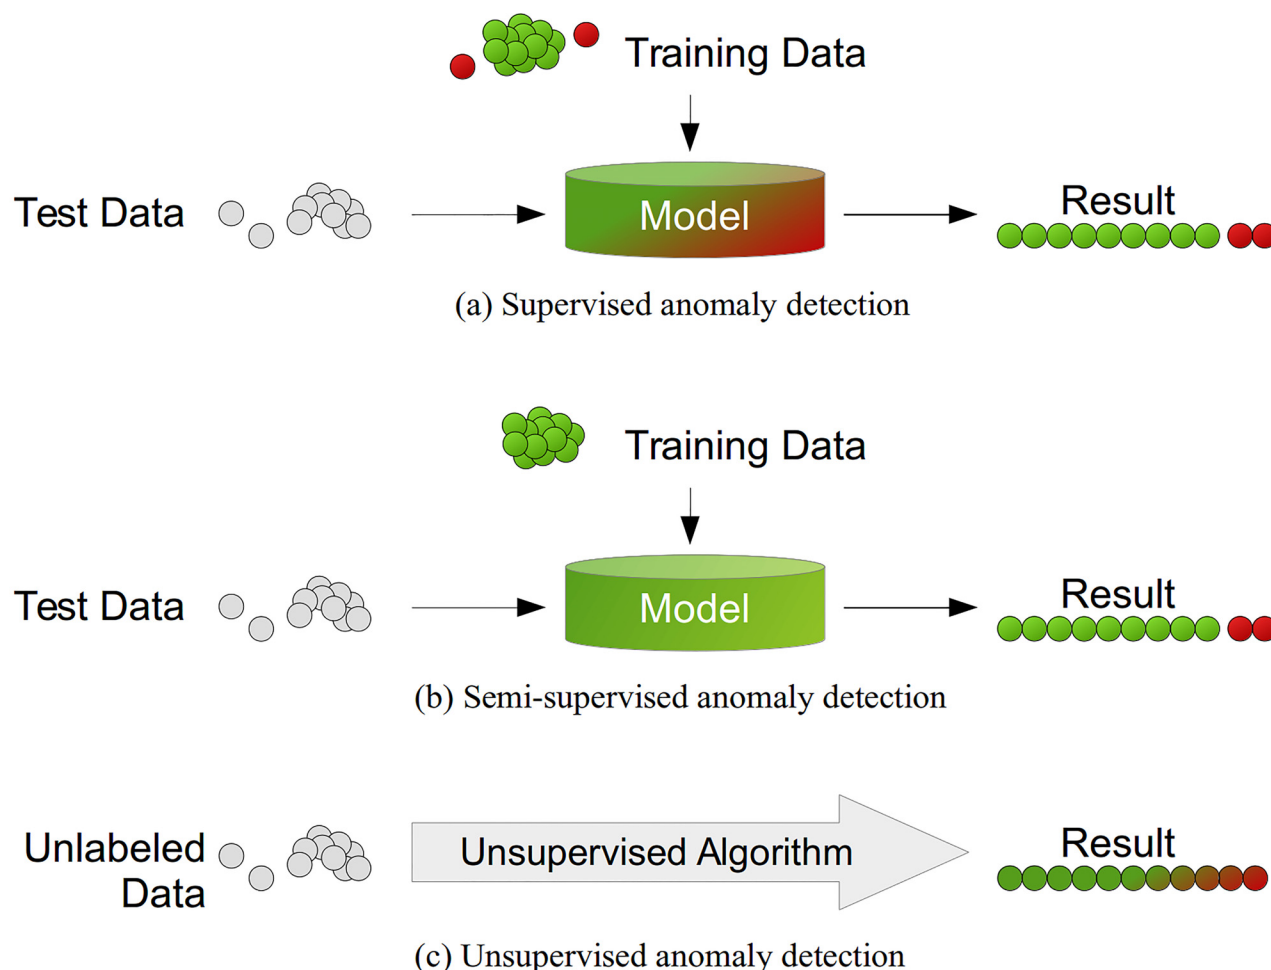 Training Data
Test Data
Model
Result
(a) Supervised anomaly detection
Training Data
Test Data
Model
Result
(b) Semi-supervised anomaly detection
Unlabeled
Data
Unsupervised Algorithm
Result
(c) Unsupervised anomaly detection